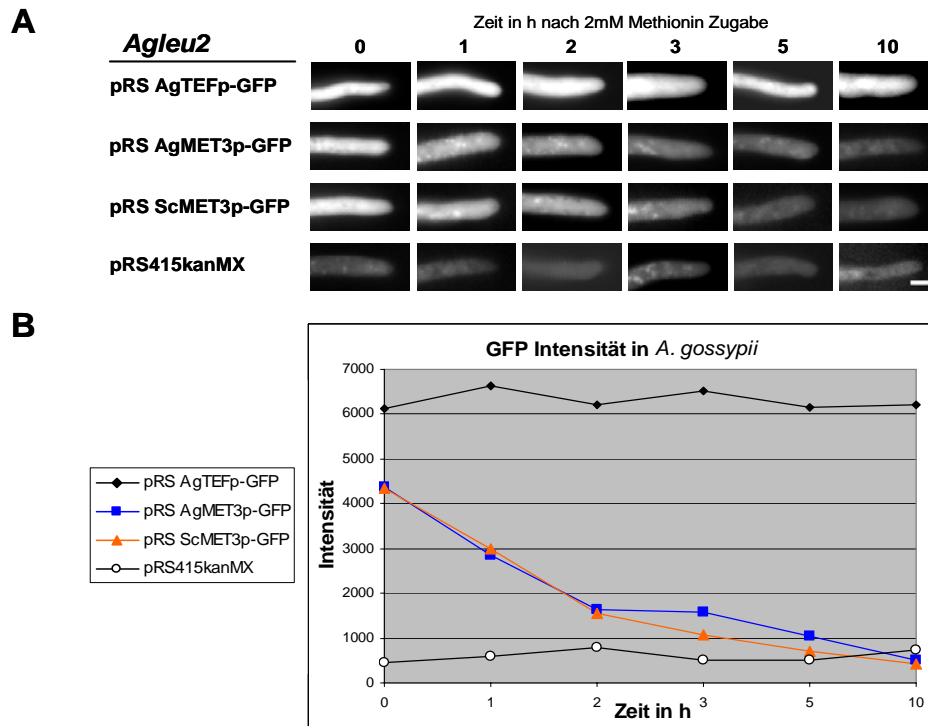 A
Zeit in h nach 2mM Methionin Zugabe
Agleu2 0 1 2 3 5 10
pRS AgTEFp-GFP
pRS AgMET3p-GFP
pRS ScMET3p-GFP
pRS415kanMX
B
GFP Intensität in A. gossypii
7000
6000
5000
4000
3000
2000
1000
0
Intensität
0 1 2 3 5 10
Zeit in h
pRS AgTEFp-GFP
pRS AgMET3p-GFP
pRS ScMET3p-GFP
pRS415kanMX